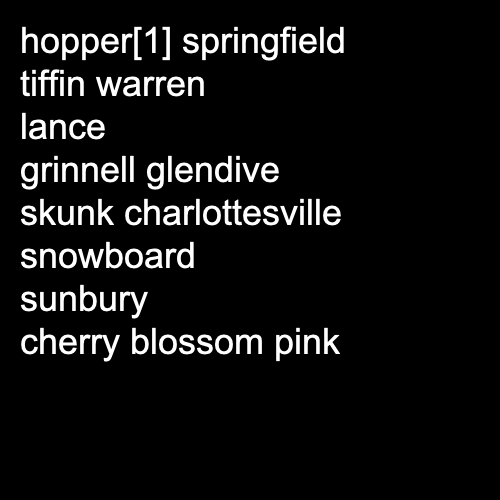 hopper[1] springfield
tiffin warren
lance
grinnell glendive
skunk charlottesville
snowboard
sunbury
cherry blossom pink